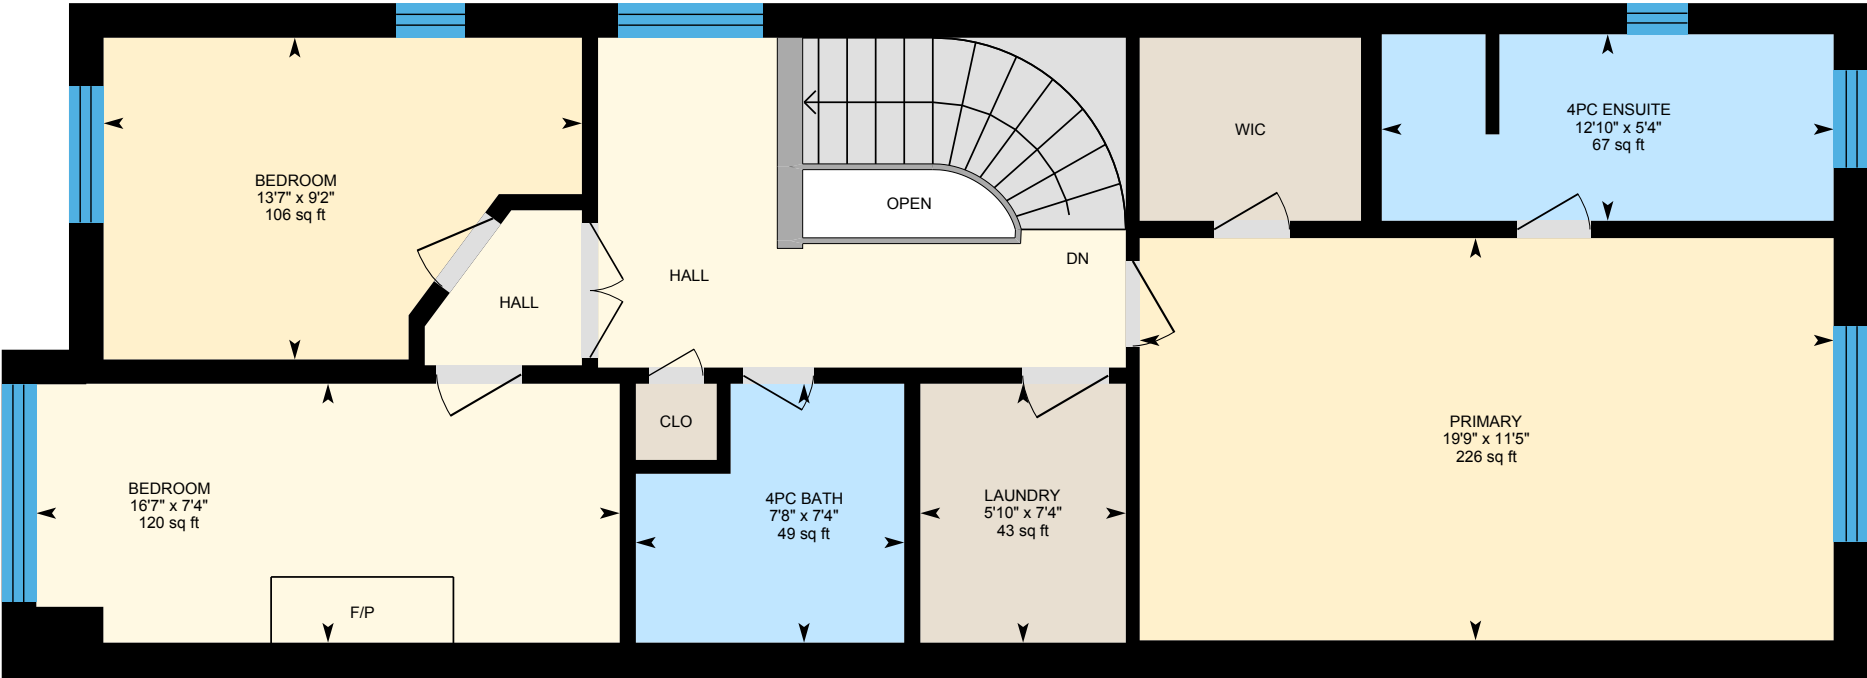 BEDROOM
13'7" x 9'2"
106 sq ft
HALL
HALL
OPEN
DN
WIC
4PC ENSUITE
12'10" x 5'4"
67 sq ft
BEDROOM
16'7" x 7'4"
120 sq ft
F/P
CLO
4PC BATH
7'8" x 7'4"
49 sq ft
LAUNDRY
5'10" x 7'4"
43 sq ft
PRIMARY
19'9" x 11'5"
226 sq ft